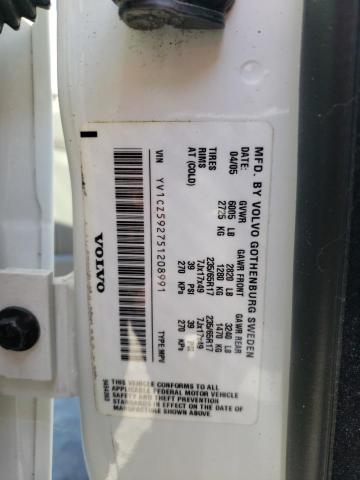 MFD. BY VOLVO GOTHENBURG SWEDEN
04/05 GVWR GAWR FRONT GAWR REAR
6005 LB 2820 LB 3240 LB
2725 KG 1280 KG 1470 KG
TIRES 235/65R17 235/65R17
RIMS 7Jx17x49 7Jx17x49
AT (COLD) 39 PSI 39 PSI
270 KPA 270 KPA
VIN YV1CZ592751208991 TYPE:MPV
VOLVO
THIS VEHICLE CONFORMS TO ALL
APPLICABLE FEDERAL MOTOR VEHICLE
SAFETY AND THEFT PREVENTION
STANDARDS IN EFFECT ON THE DATE
OF MANUFACTURE SHOWN ABOVE